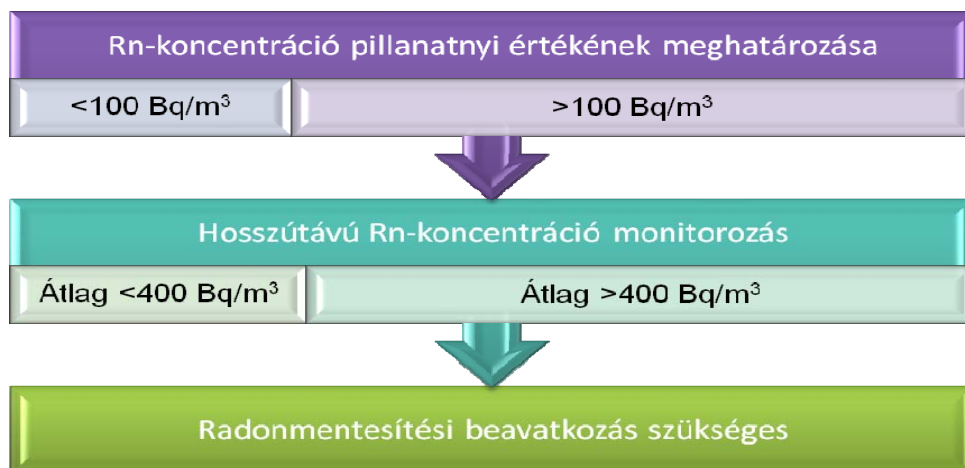 Rn-koncentráció pillanatnyi értékének meghatározása
<100 Bq/m³ >100 Bq/m³
Hosszútávú Rn-koncentráció monitorozás
Átlag <400 Bq/m³ Átlag >400 Bq/m³
Radonmentesítési beavatkozás szükséges